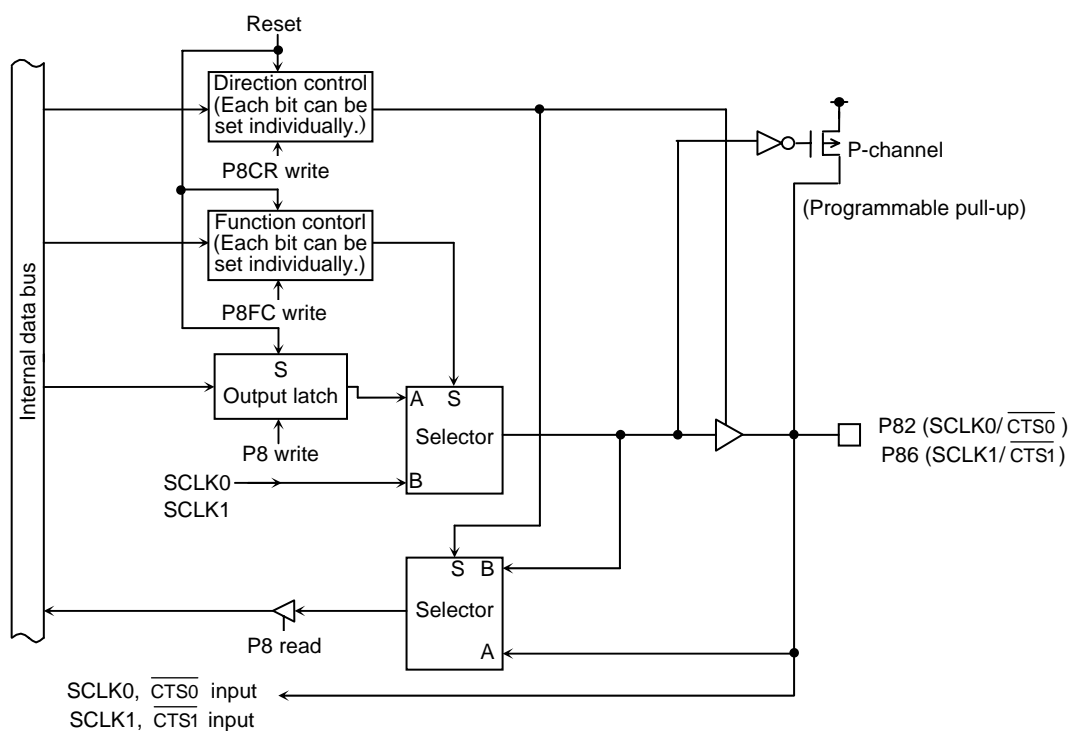 Reset
Internal data bus
Direction control
(Each bit can be
set individually.)
P8CR write
P-channel
(Programmable pull-up)
Function contorl
(Each bit can be
set individually.)
P8FC write
S
Output latch
P8 write
A S
Selector
B
SCLK0
SCLK1
P82 (SCLK0/ CTS0 )
P86 (SCLK1/ CTS1 )
S B
Selector
A
P8 read
SCLK0, CTS0 input
SCLK1, CTS1 input